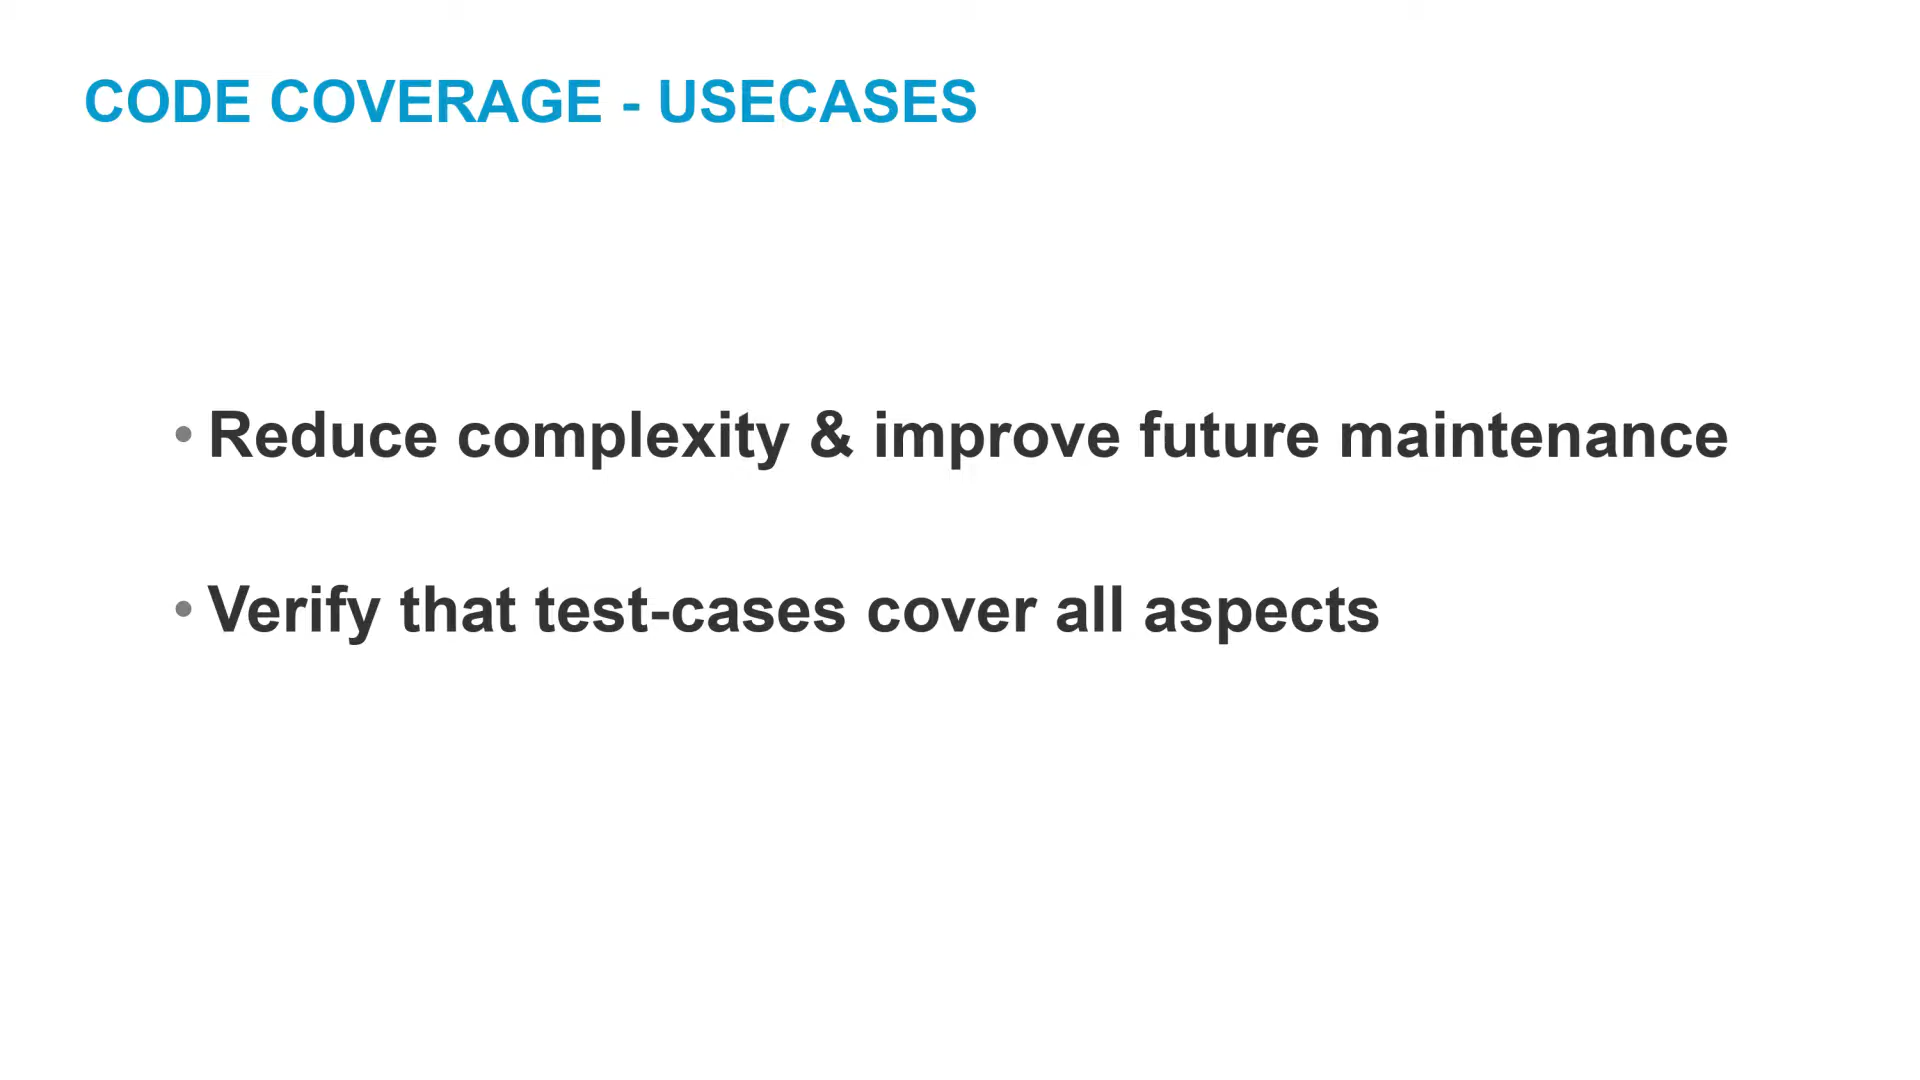 CODE COVERAGE - USECASES
• Reduce complexity & improve future maintenance
• Verify that test-cases cover all aspects